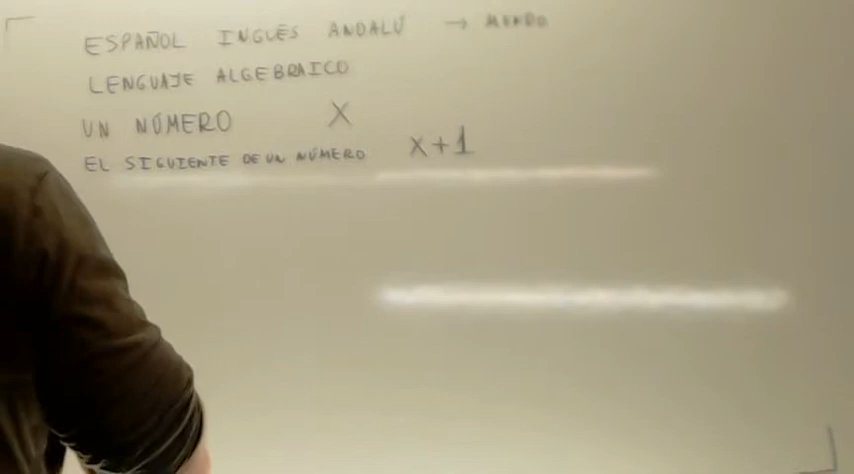 ESPAÑOL INGLÉS ANDALÚ → MUNDO
LENGUAJE ALGEBRAICO
UN NÚMERO X
EL SIGUIENTE DE UN NÚMERO X+1